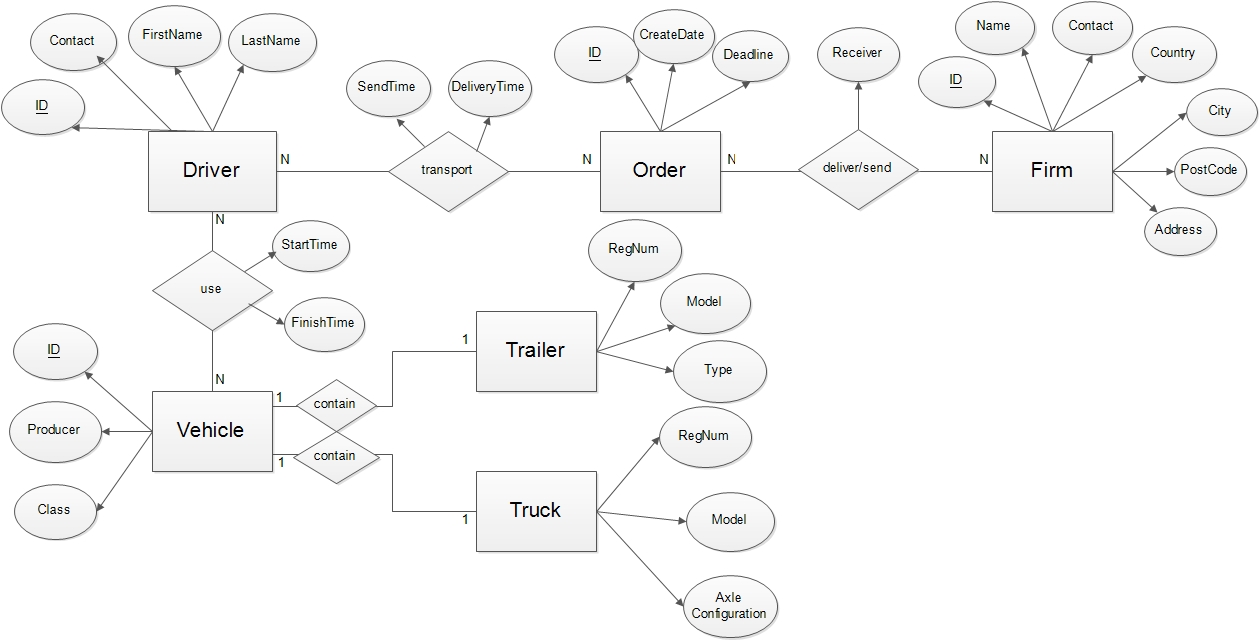 Contact
FirstName
LastName
ID
Driver
N
SendTime
DeliveryTime
transport
N
ID
CreateDate
Deadline
Order
N
Receiver
deliver/send
N
Name
Contact
Country
ID
City
PostCode
Address
Firm
N
use
StartTime
FinishTime
N
ID
Producer
Class
Vehicle
1
contain
1
1
contain
1
Trailer
RegNum
Model
Type
Truck
RegNum
Model
Axle
Configuration